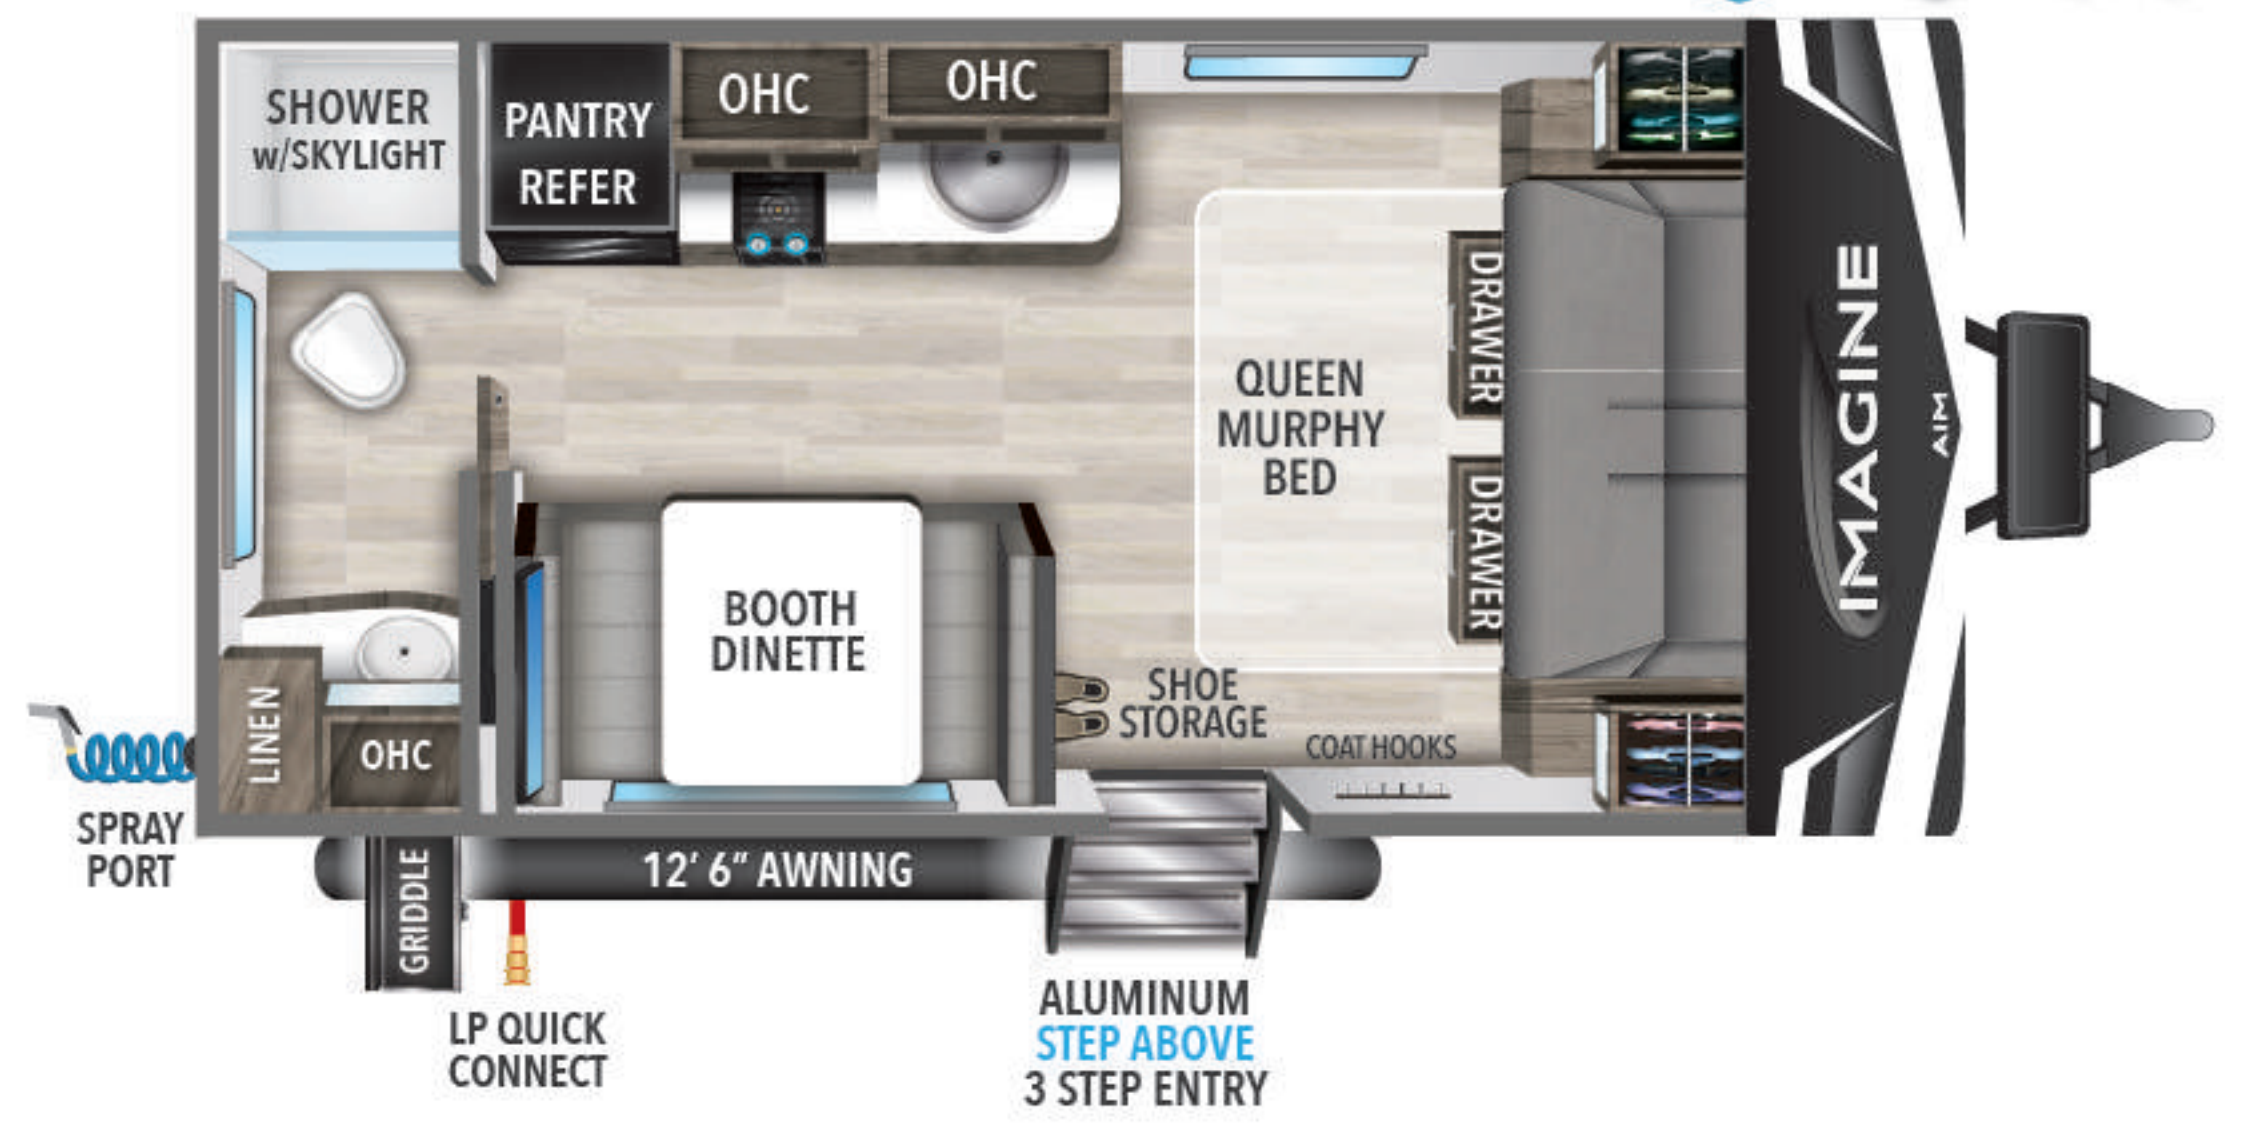 SHOWER
w/SKYLIGHT
PANTRY
REFER
OHC
OHC
DRAWER
DRAWER
QUEEN
MURPHY
BED
IMAGINE
AIM
BOOTH
DINETTE
SHOE
STORAGE
COAT HOOKS
LINEN
OHC
SPRAY
PORT
GRIDDLE
12' 6" AWNING
LP QUICK
CONNECT
ALUMINUM
STEP ABOVE
3 STEP ENTRY